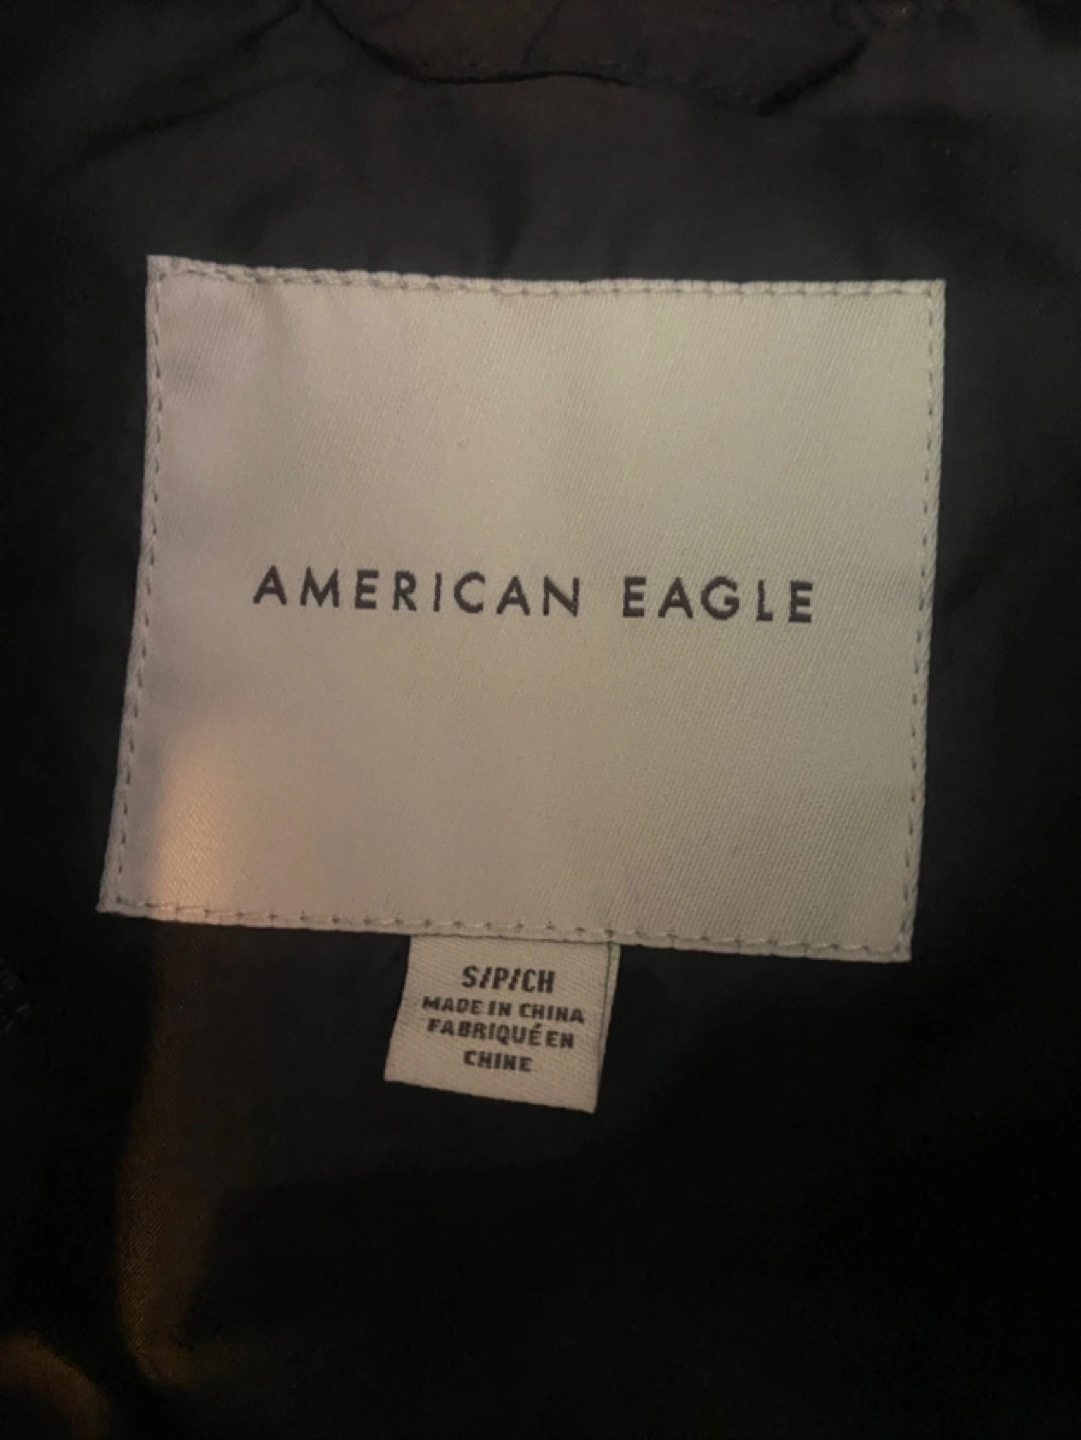 AMERICAN EAGLE
S/P/CH
MADE IN CHINA
FABRIQUÉ EN
CHINE